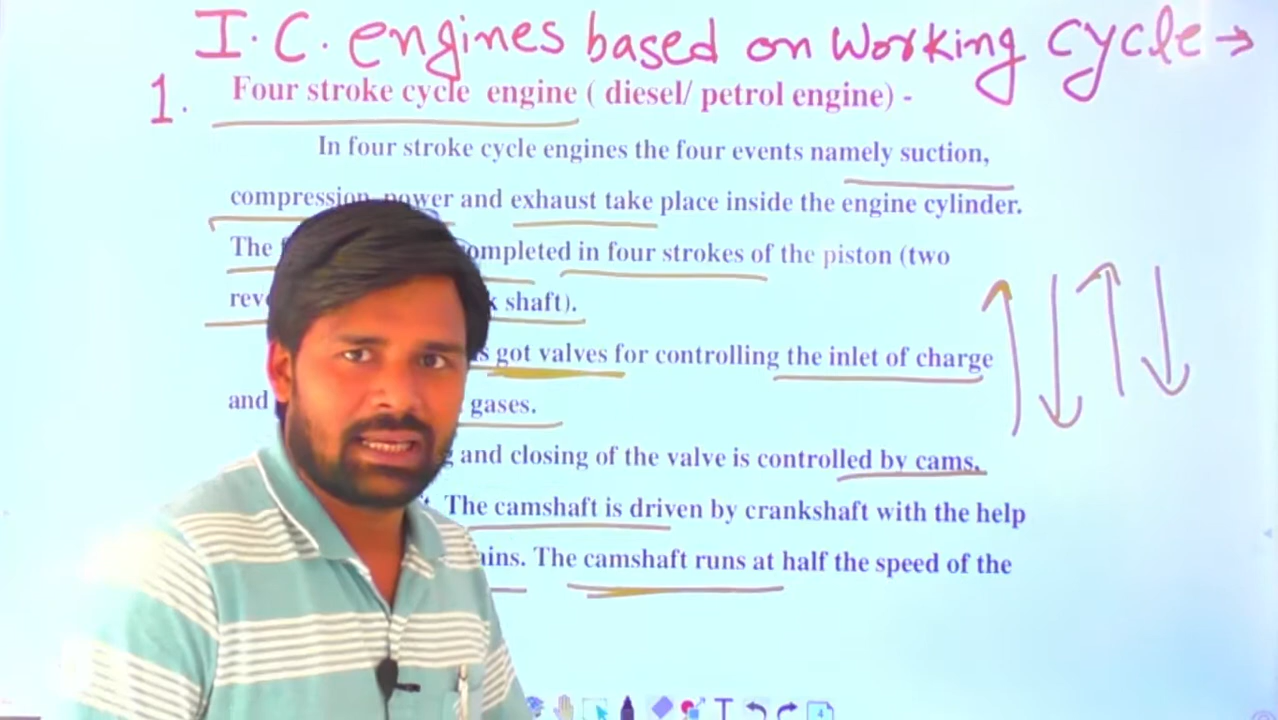 I.C. engines based on working cycle →
1. Four stroke cycle engine ( diesel/ petrol engine) -
In four stroke cycle engines the four events namely suction,
compression, power and exhaust take place inside the engine cylinder.
The completed in four strokes of the piston (two
shaft).
got valves for controlling the inlet of charge
and gases.
and closing of the valve is controlled by cams.
The camshaft is driven by crankshaft with the help
The camshaft runs at half the speed of the
T
4